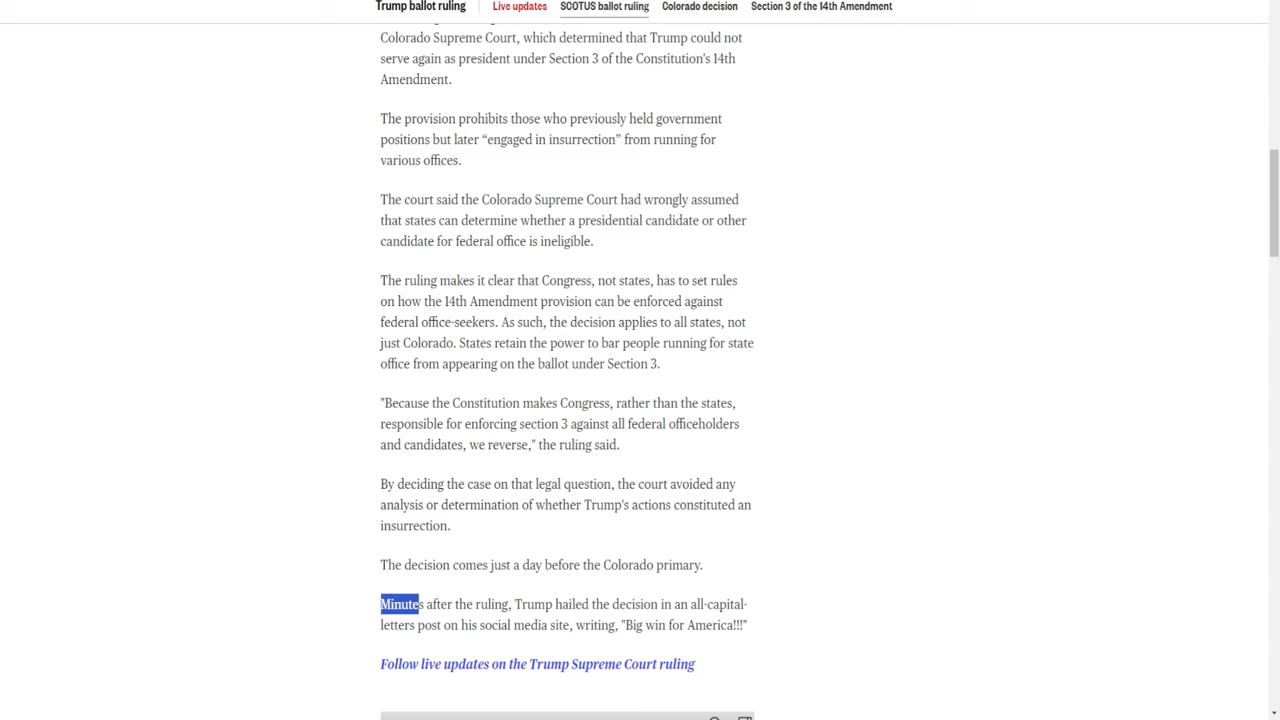 Trump ballot ruling Live updates SCOTUS ballot ruling Colorado decision Section 3 of the 14th Amendment
Colorado Supreme Court, which determined that Trump could not
serve again as president under Section 3 of the Constitution's 14th
Amendment.
The provision prohibits those who previously held government
positions but later “engaged in insurrection” from running for
various offices.
The court said the Colorado Supreme Court had wrongly assumed
that states can determine whether a presidential candidate or other
candidate for federal office is ineligible.
The ruling makes it clear that Congress, not states, has to set rules
on how the 14th Amendment provision can be enforced against
federal office-seekers. As such, the decision applies to all states, not
just Colorado. States retain the power to bar people running for state
office from appearing on the ballot under Section 3.
"Because the Constitution makes Congress, rather than the states,
responsible for enforcing section 3 against all federal officeholders
and candidates, we reverse," the ruling said.
By deciding the case on that legal question, the court avoided any
analysis or determination of whether Trump's actions constituted an
insurrection.
The decision comes just a day before the Colorado primary.
Minutes after the ruling, Trump hailed the decision in an all-capital-
letters post on his social media site, writing, "Big win for America!!!"
Follow live updates on the Trump Supreme Court ruling